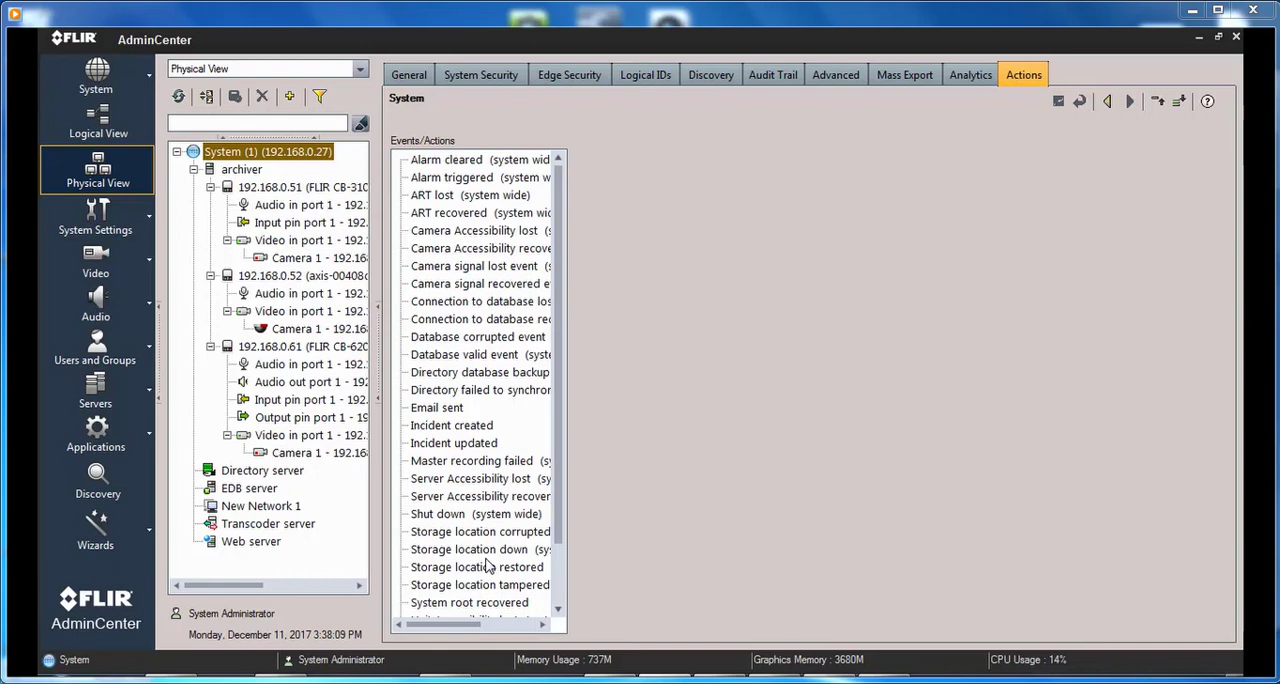 FLIR AdminCenter
System
Logical View
Physical View
System Settings
Video
Audio
Users and Groups
Servers
Applications
Discovery
Wizards
FLIR
AdminCenter
Physical View
System (1) (192.168.0.27)
archiver
192.168.0.51 (FLIR CB-310
Audio in port 1 - 192.
Input pin port 1 - 192.
Video in port 1 - 192.
Camera 1 - 192.16
192.168.0.52 (axis-00408c
Audio in port 1 - 192.
Video in port 1 - 192.
Camera 1 - 192.16
192.168.0.61 (FLIR CB-620
Audio in port 1 - 192.
Audio out port 1 - 192
Input pin port 1 - 192.
Output pin port 1 - 19
Video in port 1 - 192.
Camera 1 - 192.16
Directory server
EDB server
New Network 1
Transcoder server
Web server
System Administrator
Monday, December 11, 2017 3:38:09 PM
General System Security Edge Security Logical IDs Discovery Audit Trail Advanced Mass Export Analytics Actions
System
Events/Actions
Alarm cleared (system wid
Alarm triggered (system w
ART lost (system wide)
ART recovered (system wid
Camera Accessibility lost (s
Camera Accessibility recove
Camera signal lost event (s
Camera signal recovered e
Connection to database los
Connection to database rec
Database corrupted event
Database valid event (syste
Directory database backup
Directory failed to synchror
Email sent
Incident created
Incident updated
Master recording failed (sy
Server Accessibility lost (sy
Server Accessibility recover
Shut down (system wide)
Storage location corrupted
Storage location down (sys
Storage location restored
Storage location tampered
System root recovered
System System Administrator Memory Usage : 737M Graphics Memory : 3680M CPU Usage : 14%